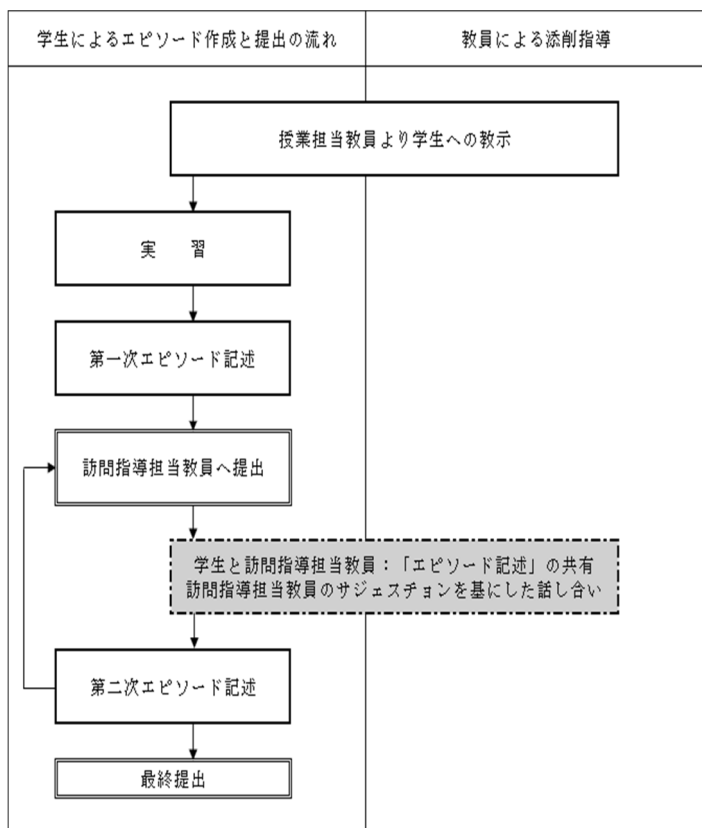 学生によるエピソード作成と提出の流れ
教員による添削指導
授業担当教員より学生への教示
実　習
第一次エピソード記述
訪問指導担当教員へ提出
学生と訪問指導担当教員：「エピソード記述」の共有
訪問指導担当教員のサジェスチョンを基にした話し合い
第二次エピソード記述
最終提出